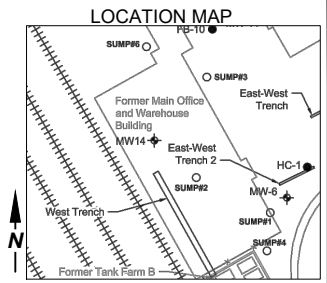 LOCATION MAP
SUMP#6
PB-10
SUMP#3
East-West
Trench
Former Main Office
and Warehouse
Building
MW14
East-West
Trench 2
HC-1
SUMP#2
MW-6
West Trench
SUMP#1
N
SUMP#4
Former Tank Farm B